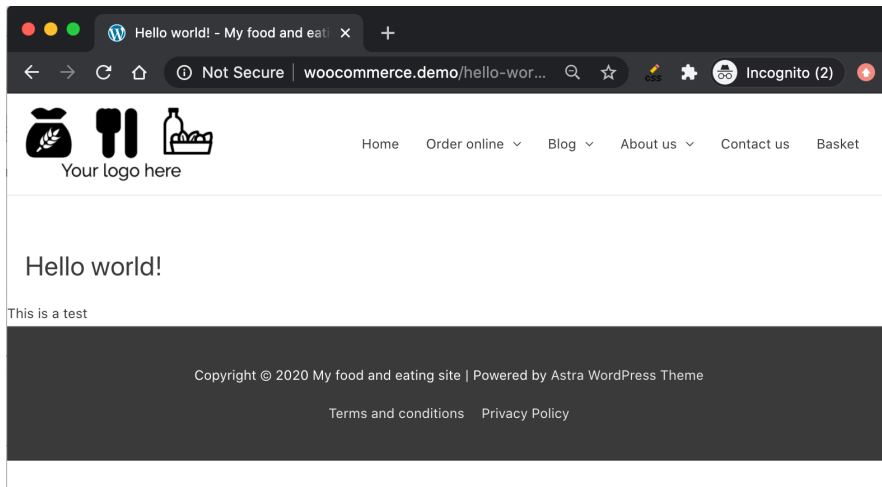 Hello world! - My food and eati
Not Secure | woocommerce.demo/hello-wor...
css
Incognito (2)
Your logo here
Home Order online Blog About us Contact us Basket
Hello world!
This is a test
Copyright © 2020 My food and eating site | Powered by Astra WordPress Theme
Terms and conditions Privacy Policy